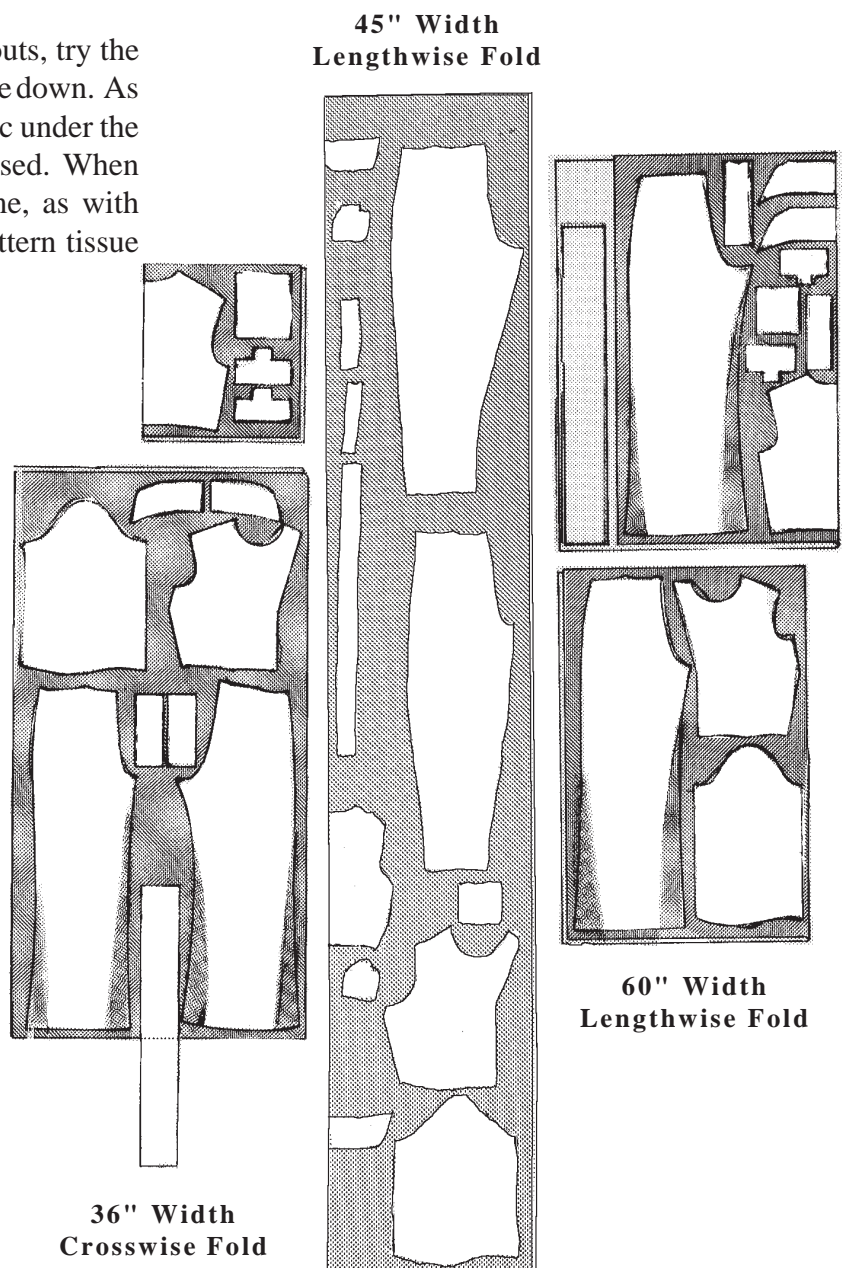 45" Width
Lengthwise Fold
outs, try the
e down. As
c under the
sed. When
ne, as with
ttern tissue
60" Width
Lengthwise Fold
36" Width
Crosswise Fold